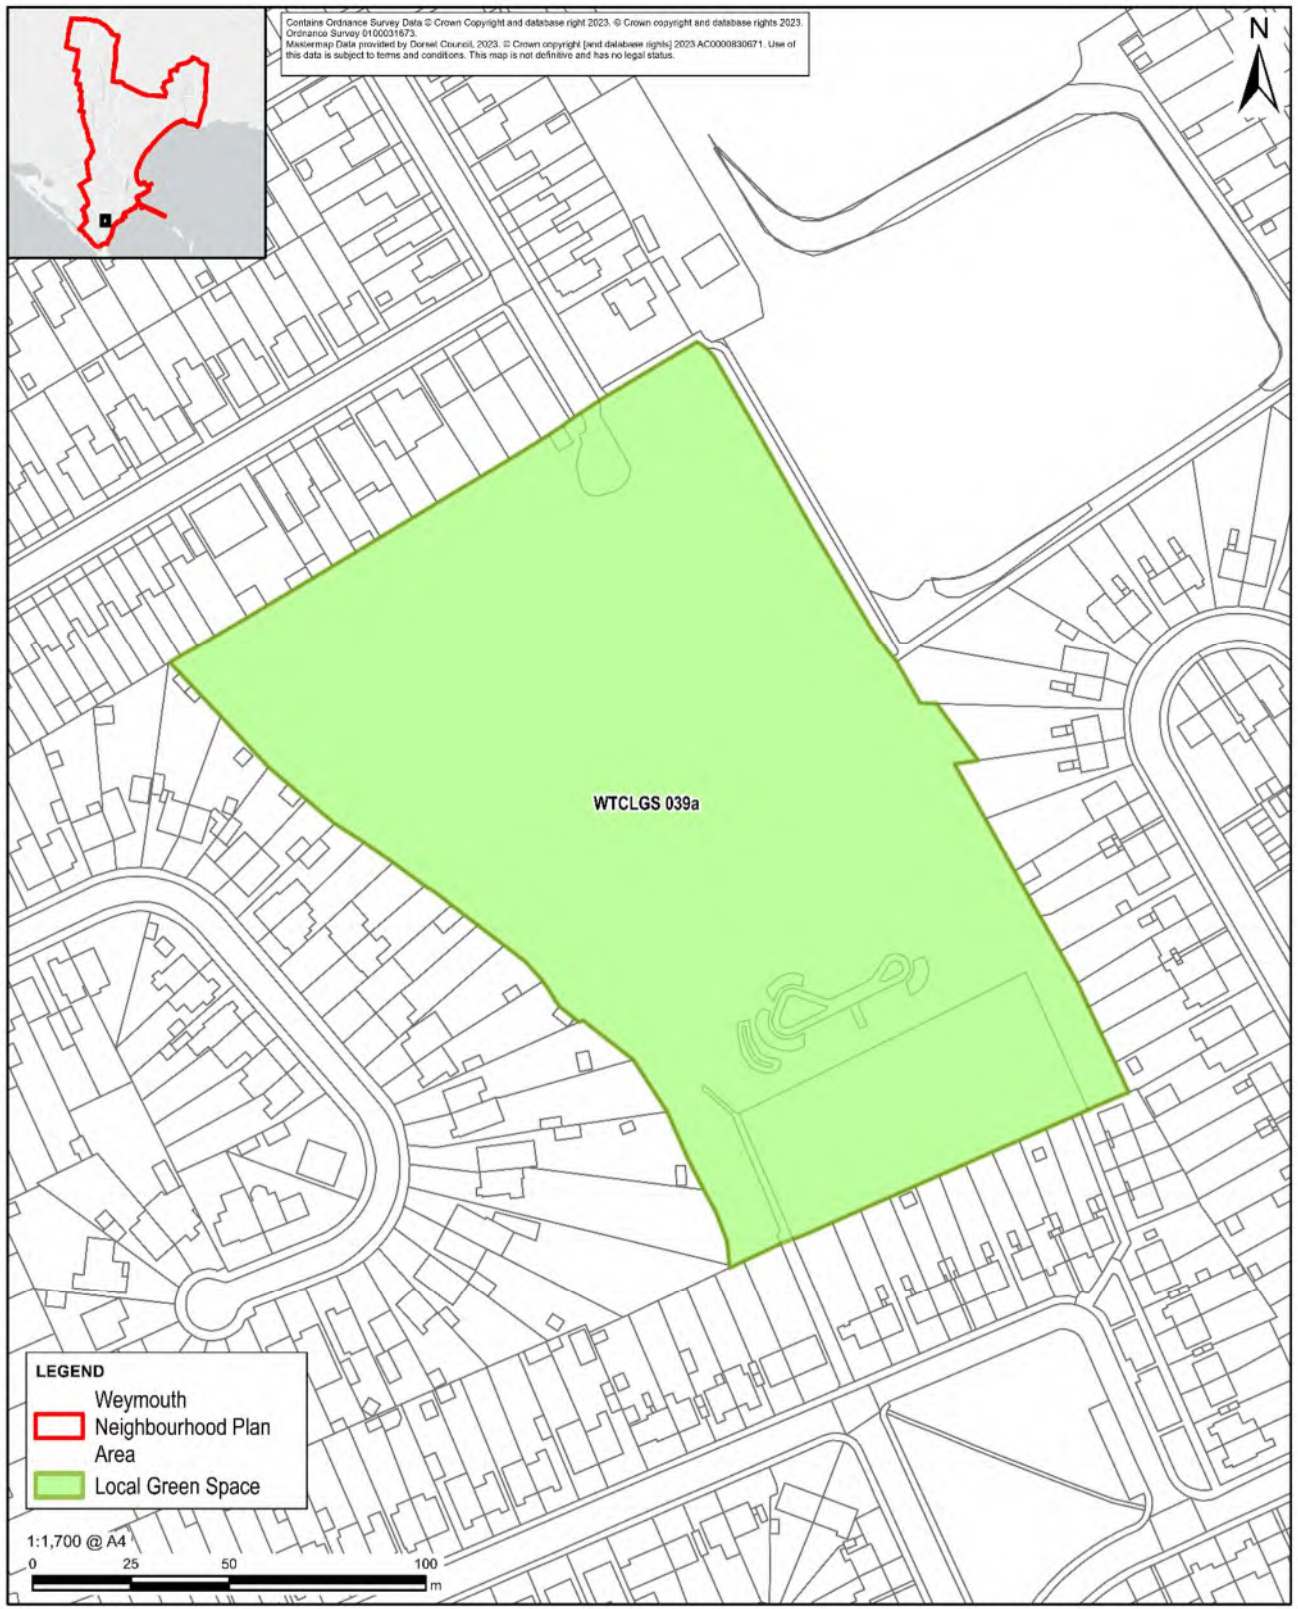 Contains Ordnance Survey Data © Crown Copyright and database right 2023. © Crown copyright and database rights 2023.
Ordnance Survey 0100031673.
Mastermap Data provided by Dorset Council, 2023. © Crown copyright [and database rights] 2023 AC0000830671. Use of
this data is subject to terms and conditions. This map is not definitive and has no legal status.
N
WTCLGS 039a
LEGEND
Weymouth
Neighbourhood Plan
Area
Local Green Space
1:1,700 @ A4
0 25 50 100
m